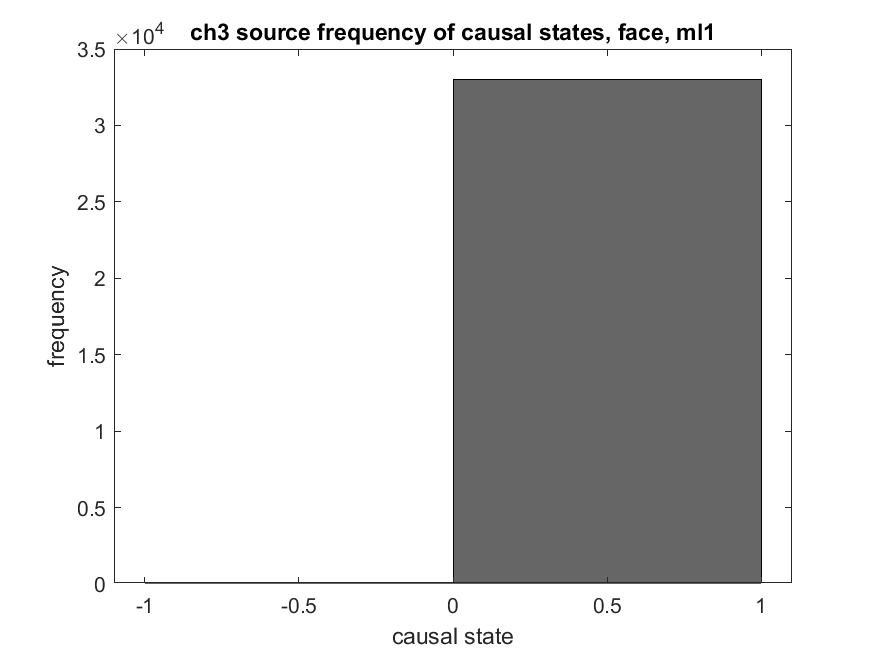 ch3 source frequency of causal states, face, ml1
×10⁴
3.5
3
2.5
2
1.5
1
0.5
0
frequency
-1 -0.5 0 0.5 1
causal state